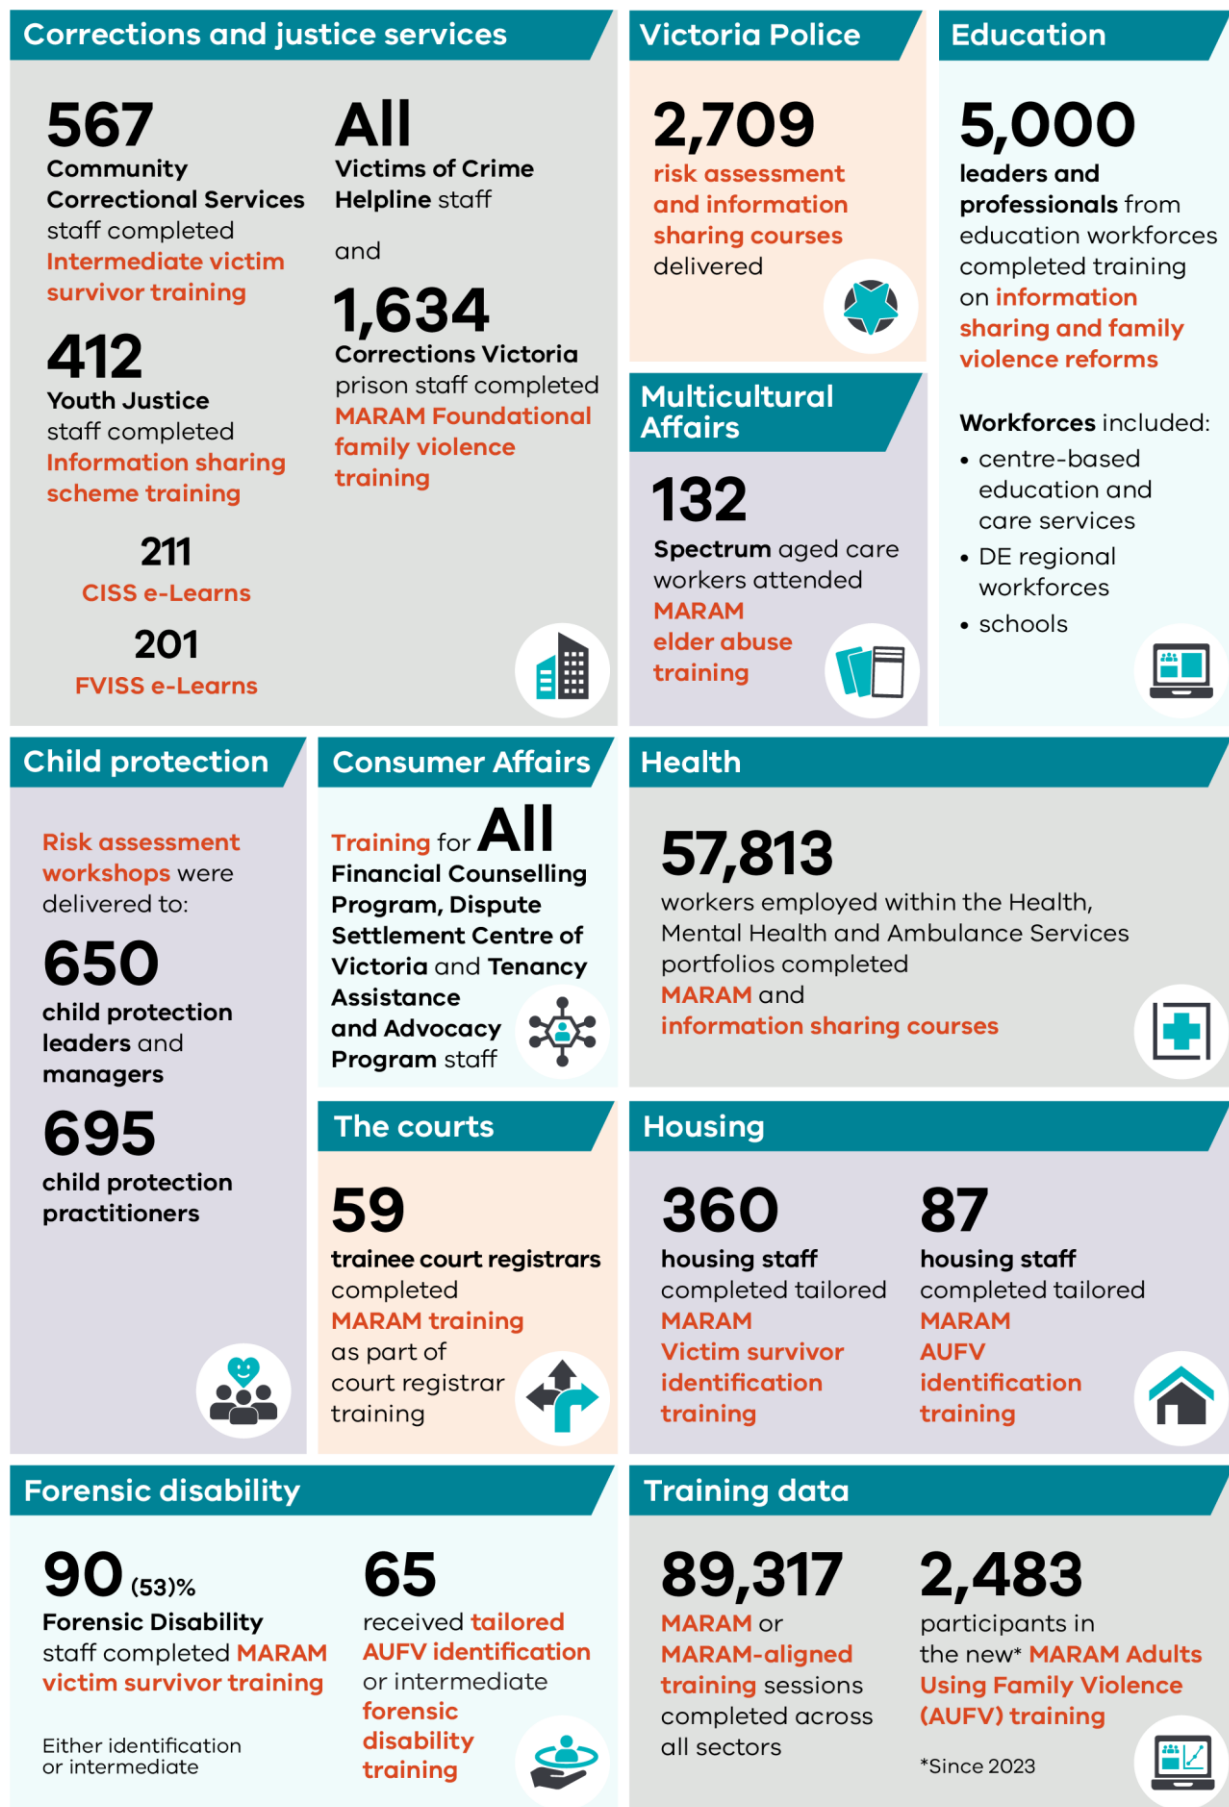 Corrections and justice services
567
Community
Correctional Services
staff completed
Intermediate victim
survivor training
412
Youth Justice
staff completed
Information sharing
scheme training
211
CISS e-Learns
201
FVISS e-Learns
All
Victims of Crime
Helpline staff
and
1,634
Corrections Victoria
prison staff completed
MARAM Foundational
family violence
training
Victoria Police
2,709
risk assessment
and information
sharing courses
delivered
Multicultural
Affairs
132
Spectrum aged care
workers attended
MARAM
elder abuse
training
Education
5,000
leaders and
professionals from
education workforces
completed training
on information
sharing and family
violence reforms
Workforces included:
• centre-based
education and
care services
• DE regional
workforces
• schools
Child protection
Risk assessment
workshops were
delivered to:
650
child protection
leaders and
managers
695
child protection
practitioners
Consumer Affairs
Training for All
Financial Counselling
Program, Dispute
Settlement Centre of
Victoria and Tenancy
Assistance
and Advocacy
Program staff
Health
57,813
workers employed within the Health,
Mental Health and Ambulance Services
portfolios completed
MARAM and
information sharing courses
The courts
59
trainee court registrars
completed
MARAM training
as part of
court registrar
training
Housing
360
housing staff
completed tailored
MARAM
Victim survivor
identification
training
87
housing staff
completed tailored
MARAM
AUFV
identification
training
Forensic disability
90 (53)%
Forensic Disability
staff completed MARAM
victim survivor training
Either identification
or intermediate
65
received tailored
AUFV identification
or intermediate
forensic
disability
training
Training data
89,317
MARAM or
MARAM-aligned
training sessions
completed across
all sectors
2,483
participants in
the new* MARAM Adults
Using Family Violence
(AUFV) training
*Since 2023